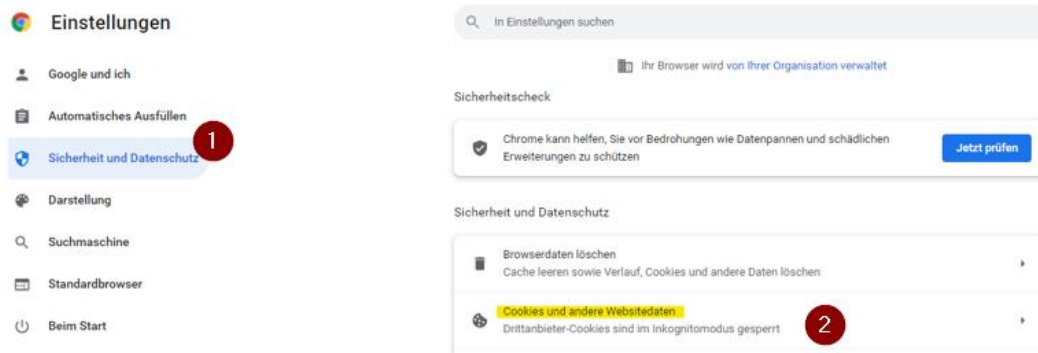 Einstellungen
Google und ich
Automatisches Ausfüllen
1
Sicherheit und Datenschutz
Darstellung
Suchmaschine
Standardbrowser
Beim Start
In Einstellungen suchen
Ihr Browser wird von Ihrer Organisation verwaltet
Sicherheitscheck
Chrome kann helfen, Sie vor Bedrohungen wie Datenpannen und schädlichen
Erweiterungen zu schützen
Jetzt prüfen
Sicherheit und Datenschutz
Browserdaten löschen
Cache leeren sowie Verlauf, Cookies und andere Daten löschen
Cookies und andere Websitedaten
Drittanbieter-Cookies sind im Inkognitomodus gesperrt
2